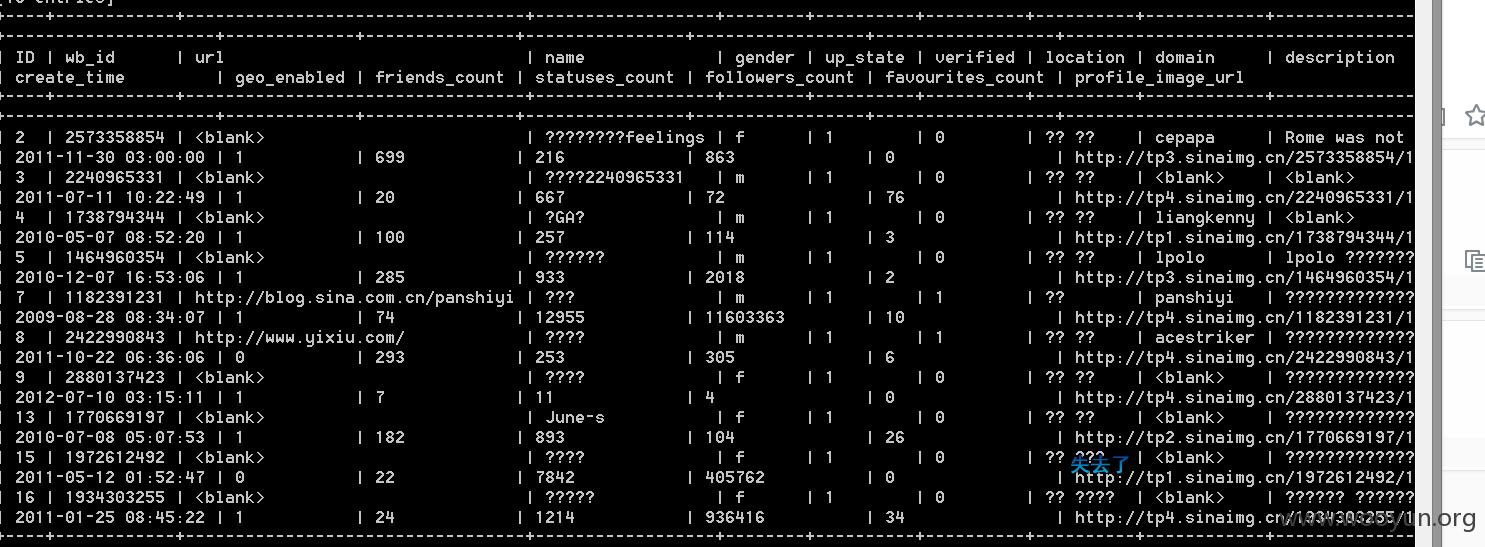 | ID | wb_id | url | name | gender | up_state | verified | location | domain | description
| create_time | geo_enabled | friends_count | statuses_count | followers_count | favourites_count | profile_image_url
| 2 | 2573358854 | <blank> | ????????feelings | f | 1 | 0 | ?? ?? | cepapa | Rome was not
| 2011-11-30 03:00:00 | 1 | 699 | 216 | 863 | 0 | http://tp3.sinaimg.cn/2573358854/1
| 3 | 2240965331 | <blank> | ????2240965331 | m | 1 | 0 | ?? ?? | <blank> | <blank>
| 2011-07-11 10:22:49 | 1 | 20 | 667 | 72 | 76 | http://tp4.sinaimg.cn/2240965331/1
| 4 | 1738794344 | <blank> | ?GA? | m | 1 | 0 | ?? ?? | liangkenny | <blank>
| 2010-05-07 08:52:20 | 1 | 100 | 257 | 114 | 3 | http://tp1.sinaimg.cn/1738794344/1
| 5 | 1464960354 | <blank> | ?????? | m | 1 | 0 | ?? ?? | lpolo | lpolo ???????
| 2010-12-07 16:53:06 | 1 | 285 | 933 | 2018 | 2 | http://tp3.sinaimg.cn/1464960354/1
| 7 | 1182391231 | http://blog.sina.com.cn/panshiyi | ??? | m | 1 | 1 | ?? | panshiyi | ?????????????
| 2009-08-28 08:34:07 | 1 | 74 | 12955 | 11603363 | 10 | http://tp4.sinaimg.cn/1182391231/1
| 8 | 2422990843 | http://www.yixiu.com/ | ???? | m | 1 | 1 | ?? ?? | acestriker | ?????????????
| 2011-10-22 06:36:06 | 0 | 293 | 253 | 305 | 6 | http://tp4.sinaimg.cn/2422990843/1
| 9 | 2880137423 | <blank> | ???? | f | 1 | 0 | ?? ?? | <blank> | ?????????????
| 2012-07-10 03:15:11 | 1 | 7 | 11 | 4 | 0 | http://tp4.sinaimg.cn/2880137423/1
| 13 | 1770669197 | <blank> | June-s | f | 1 | 0 | ?? ?? | <blank> | ?????????????
| 2010-07-08 05:07:53 | 1 | 182 | 893 | 104 | 26 | http://tp2.sinaimg.cn/1770669197/1
| 15 | 1972612492 | <blank> | ???? | f | 1 | 0 | ?? ??? | <blank> | ?????????????
失去了
| 2011-05-12 01:52:47 | 0 | 22 | 7842 | 405762 | 0 | http://tp1.sinaimg.cn/1972612492/1
| 16 | 1934303255 | <blank> | ????? | f | 1 | 0 | ?? ???? | <blank> | ?????? ??????
| 2011-01-25 08:45:22 | 1 | 24 | 1214 | 936416 | 34 | http://tp4.sinaimg.cn/1934303255/1
www.wooyun.org